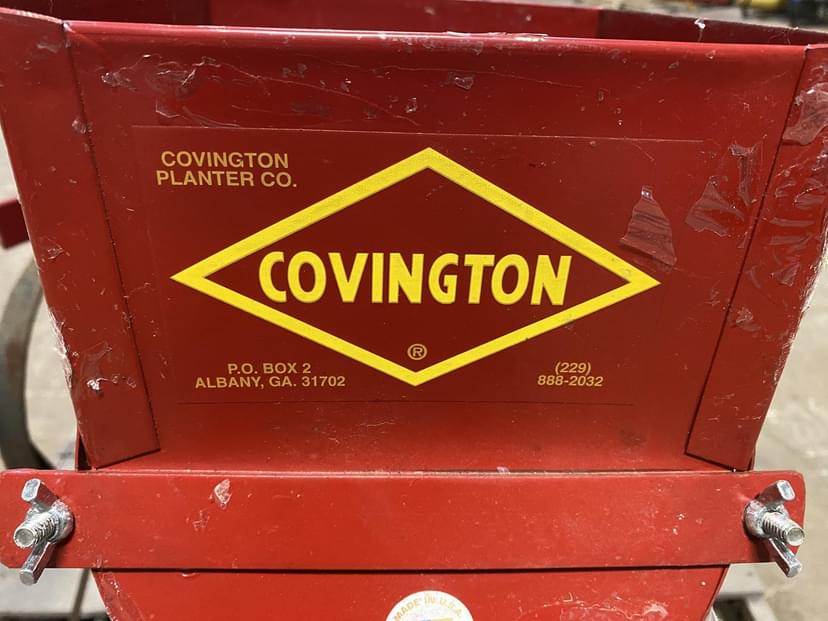 COVINGTON
PLANTER CO.
COVINGTON
®
P.O. BOX 2
ALBANY, GA. 31702
(229)
888-2032
MADE IN U.S.A.